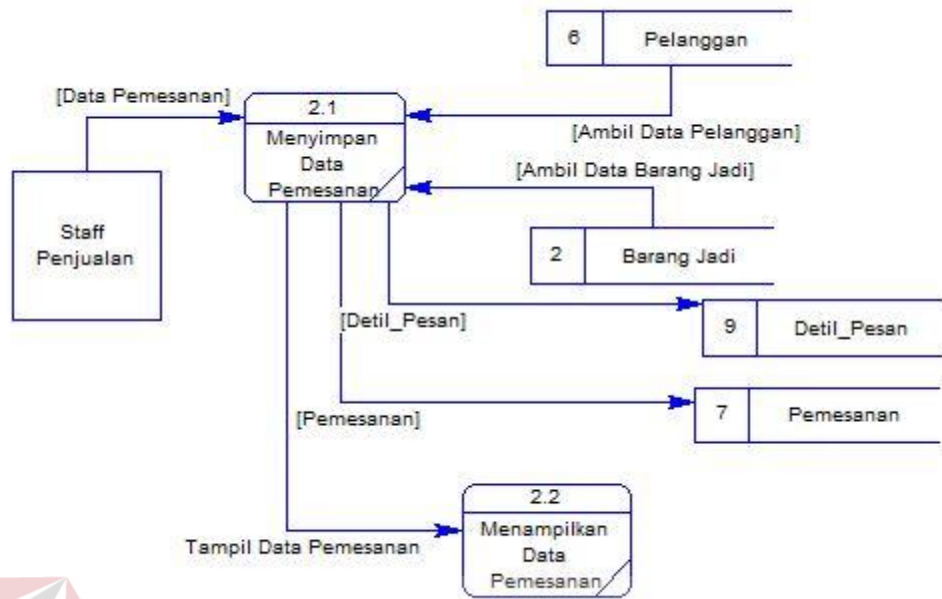 6
Pelanggan
[Data Pemesanan]
2.1
Menyimpan
Data
Pemesanan
[Ambil Data Pelanggan]
[Ambil Data Barang Jadi]
Staff
Penjualan
2
Barang Jadi
[Detil_Pesan]
9
Detil_Pesan
[Pemesanan]
7
Pemesanan
2.2
Menampilkan
Data
Pemesanan
Tampil Data Pemesanan